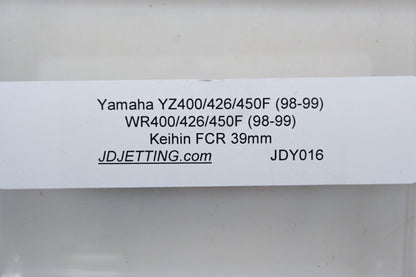 Yamaha YZ400/426/450F (98-99)
WR400/426/450F (98-99)
Keihin FCR 39mm
JDJETTING.com JDY016